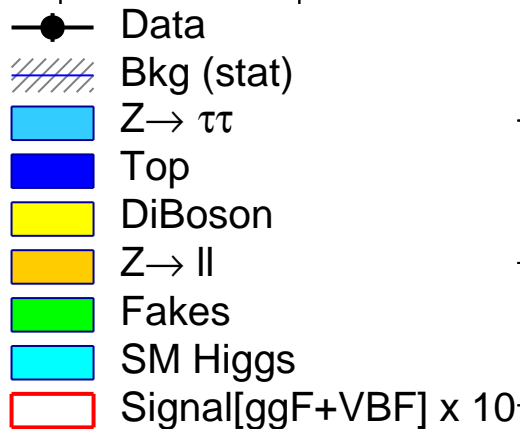 Data
Bkg (stat)
Z→ ττ
Top
DiBoson
Z→ ll
Fakes
SM Higgs
Signal[ggF+VBF] x 10